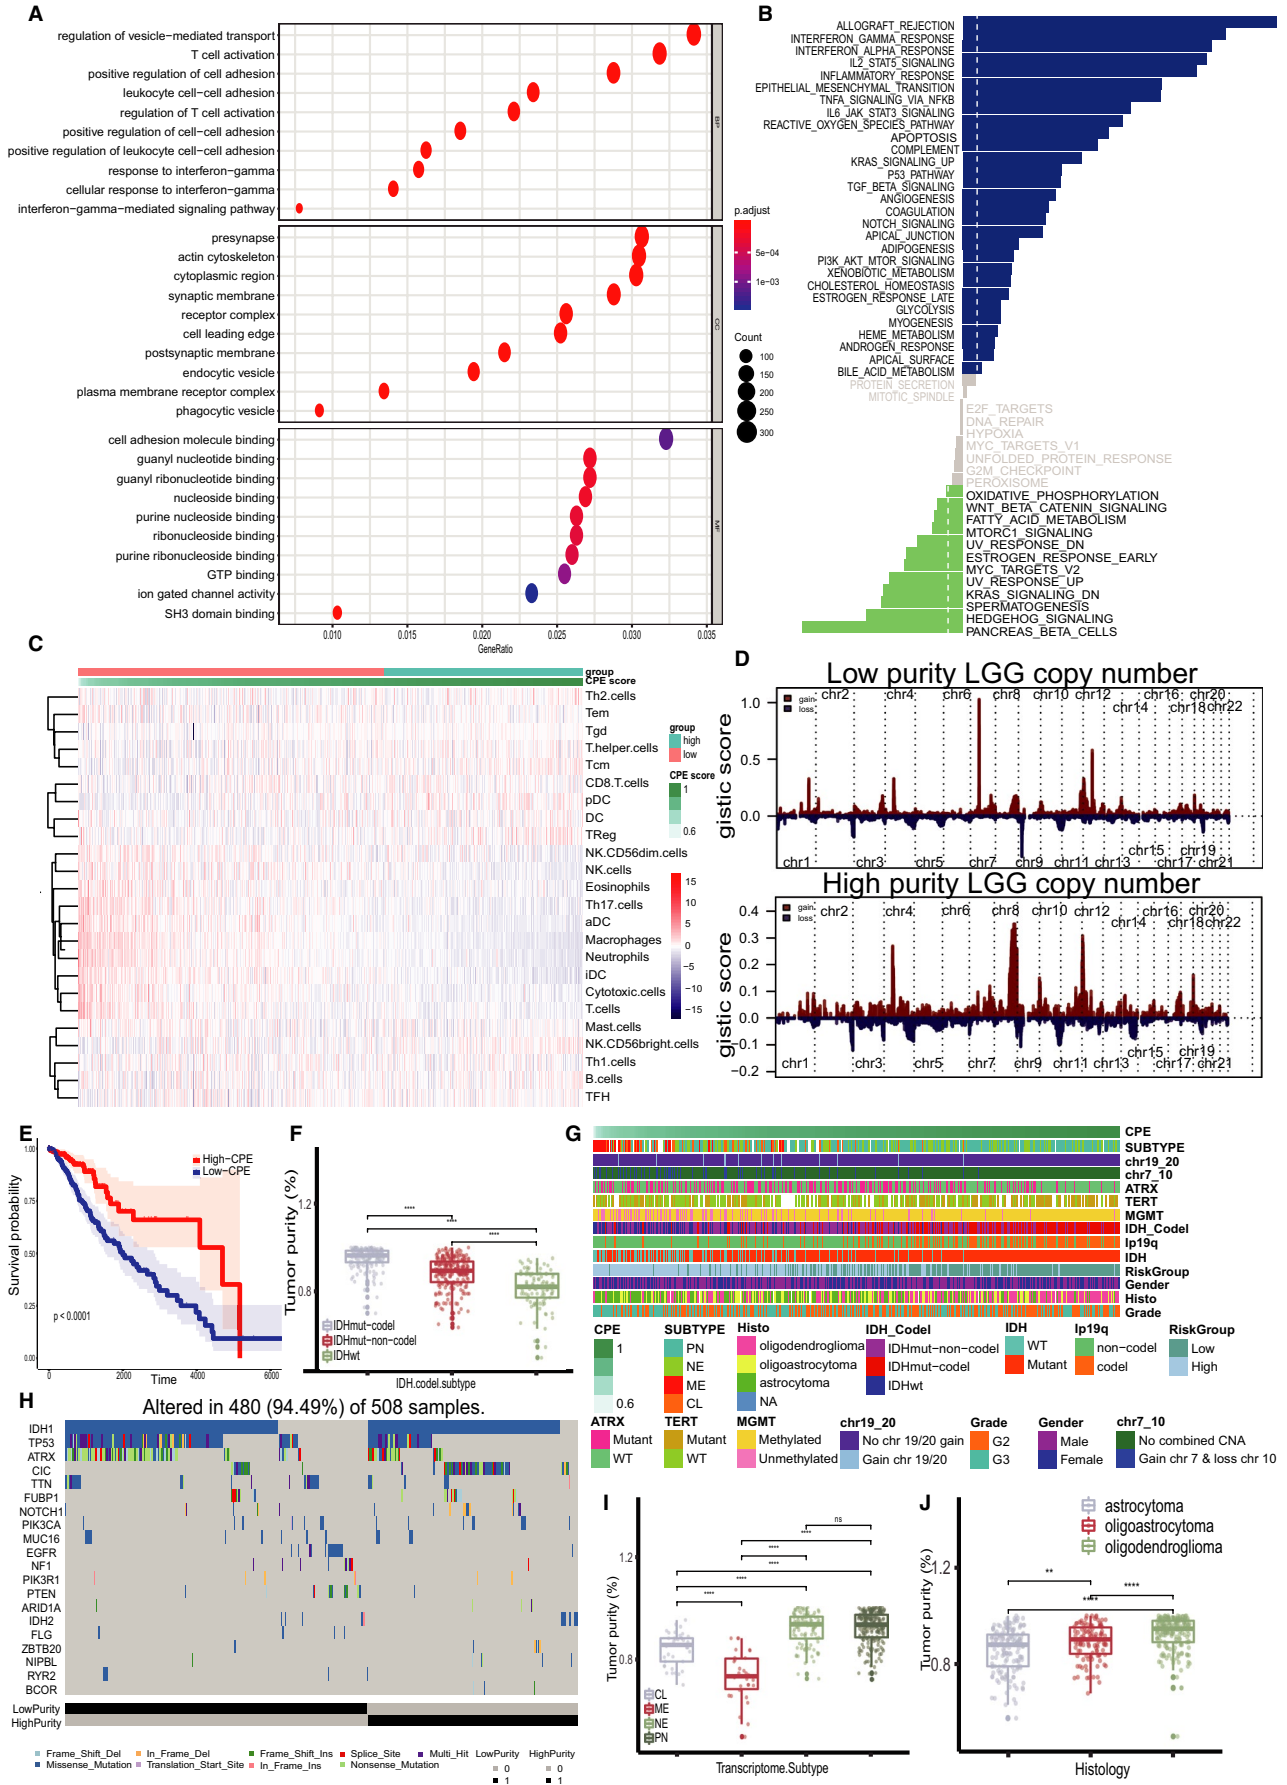 A
regulation of vesicle−mediated transport
T cell activation
positive regulation of cell adhesion
leukocyte cell−cell adhesion
regulation of T cell activation
positive regulation of cell−cell adhesion
positive regulation of leukocyte cell−cell adhesion
response to interferon−gamma
cellular response to interferon−gamma
interferon−gamma−mediated signaling pathway
BP
presynapse
actin cytoskeleton
cytoplasmic region
synaptic membrane
receptor complex
cell leading edge
postsynaptic membrane
endocytic vesicle
plasma membrane receptor complex
phagocytic vesicle
CC
cell adhesion molecule binding
guanyl nucleotide binding
guanyl ribonucleotide binding
nucleoside binding
purine nucleoside binding
ribonucleoside binding
purine ribonucleoside binding
GTP binding
ion gated channel activity
SH3 domain binding
MF
0.010 0.015 0.020 0.025 0.030 0.035
GeneRatio
p.adjust
5e−04
1e−03
Count
100
150
200
250
300
B
ALLOGRAFT_REJECTION
INTERFERON_GAMMA_RESPONSE
INTERFERON_ALPHA_RESPONSE
IL2_STAT5_SIGNALING
INFLAMMATORY_RESPONSE
EPITHELIAL_MESENCHYMAL_TRANSITION
TNFA_SIGNALING_VIA_NFKB
IL6_JAK_STAT3_SIGNALING
REACTIVE_OXYGEN_SPECIES_PATHWAY
APOPTOSIS
COMPLEMENT
KRAS_SIGNALING_UP
P53_PATHWAY
TGF_BETA_SIGNALING
ANGIOGENESIS
COAGULATION
NOTCH_SIGNALING
APICAL_JUNCTION
ADIPOGENESIS
PI3K_AKT_MTOR_SIGNALING
XENOBIOTIC_METABOLISM
CHOLESTEROL_HOMEOSTASIS
ESTROGEN_RESPONSE_LATE
GLYCOLYSIS
MYOGENESIS
HEME_METABOLISM
ANDROGEN_RESPONSE
APICAL_SURFACE
BILE_ACID_METABOLISM
PROTEIN_SECRETION
MITOTIC_SPINDLE
E2F_TARGETS
DNA_REPAIR
HYPOXIA
MYC_TARGETS_V1
UNFOLDED_PROTEIN_RESPONSE
G2M_CHECKPOINT
PEROXISOME
OXIDATIVE_PHOSPHORYLATION
WNT_BETA_CATENIN_SIGNALING
FATTY_ACID_METABOLISM
MTORC1_SIGNALING
UV_RESPONSE_DN
ESTROGEN_RESPONSE_EARLY
MYC_TARGETS_V2
UV_RESPONSE_UP
KRAS_SIGNALING_DN
SPERMATOGENESIS
HEDGEHOG_SIGNALING
PANCREAS_BETA_CELLS
C
group
CPE score
Th2.cells
Tem
Tgd
T.helper.cells
Tcm
CD8.T.cells
pDC
DC
TReg
NK.CD56dim.cells
NK.cells
Eosinophils
Th17.cells
aDC
Macrophages
Neutrophils
iDC
Cytotoxic.cells
T.cells
Mast.cells
NK.CD56bright.cells
Th1.cells
B.cells
TFH
group
high
low
CPE score
1
0.6
15
10
5
0
−5
−10
−15
D
Low purity LGG copy number
gain
loss
chr2 chr4 chr6 chr8 chr10 chr12 chr14 chr16 chr18 chr20 chr22
1.0
0.5
0.0
gistic score
chr1 chr3 chr5 chr7 chr9 chr11 chr13 chr15 chr17 chr19 chr21
High purity LGG copy number
gain
loss
chr2 chr4 chr6 chr8 chr10 chr12 chr14 chr16 chr18 chr20 chr22
0.4
0.3
0.2
0.1
0.0
−0.1
−0.2
gistic score
chr1 chr3 chr5 chr7 chr9 chr11 chr13 chr15 chr17 chr19 chr21
E
High−CPE
Low−CPE
1.00
0.75
0.50
0.25
0.00
Survival probability
p < 0.0001
0 2000 4000 6000
Time
F
Tumor purity (%)
1.2
0.8
****
****
****
IDHmut−codel
IDHmut−non−codel
IDHwt
IDH.codel.subtype
G
CPE
SUBTYPE
chr19_20
chr7_10
ATRX
TERT
MGMT
IDH_Codel
Ip19q
IDH
RiskGroup
Gender
Histo
Grade
CPE
1
0.6
SUBTYPE
PN
NE
ME
CL
Histo
oligodendroglioma
oligoastrocytoma
astrocytoma
NA
IDH_Codel
IDHmut−non−codel
IDHmut−codel
IDHwt
IDH
WT
Mutant
Ip19q
non−codel
codel
RiskGroup
Low
High
ATRX
Mutant
WT
TERT
Mutant
WT
MGMT
Methylated
Unmethylated
chr19_20
No chr 19/20 gain
Gain chr 19/20
Grade
G2
G3
Gender
Male
Female
chr7_10
No combined CNA
Gain chr 7 & loss chr 10
H
Altered in 480 (94.49%) of 508 samples.
IDH1
TP53
ATRX
CIC
TTN
FUBP1
NOTCH1
PIK3CA
MUC16
EGFR
NF1
PIK3R1
PTEN
ARID1A
IDH2
FLG
ZBTB20
NIPBL
RYR2
BCOR
LowPurity
HighPurity
Frame_Shift_Del
Missense_Mutation
In_Frame_Del
Translation_Start_Site
Frame_Shift_Ins
In_Frame_Ins
Splice_Site
Nonsense_Mutation
Multi_Hit
LowPurity
0
1
HighPurity
0
1
I
Tumor purity (%)
1.2
0.8
ns
****
****
****
****
****
CL
ME
NE
PN
Transcriptome.Subtype
J
astrocytoma
oligoastrocytoma
oligodendroglioma
Tumor purity (%)
1.2
0.8
**
****
****
Histology